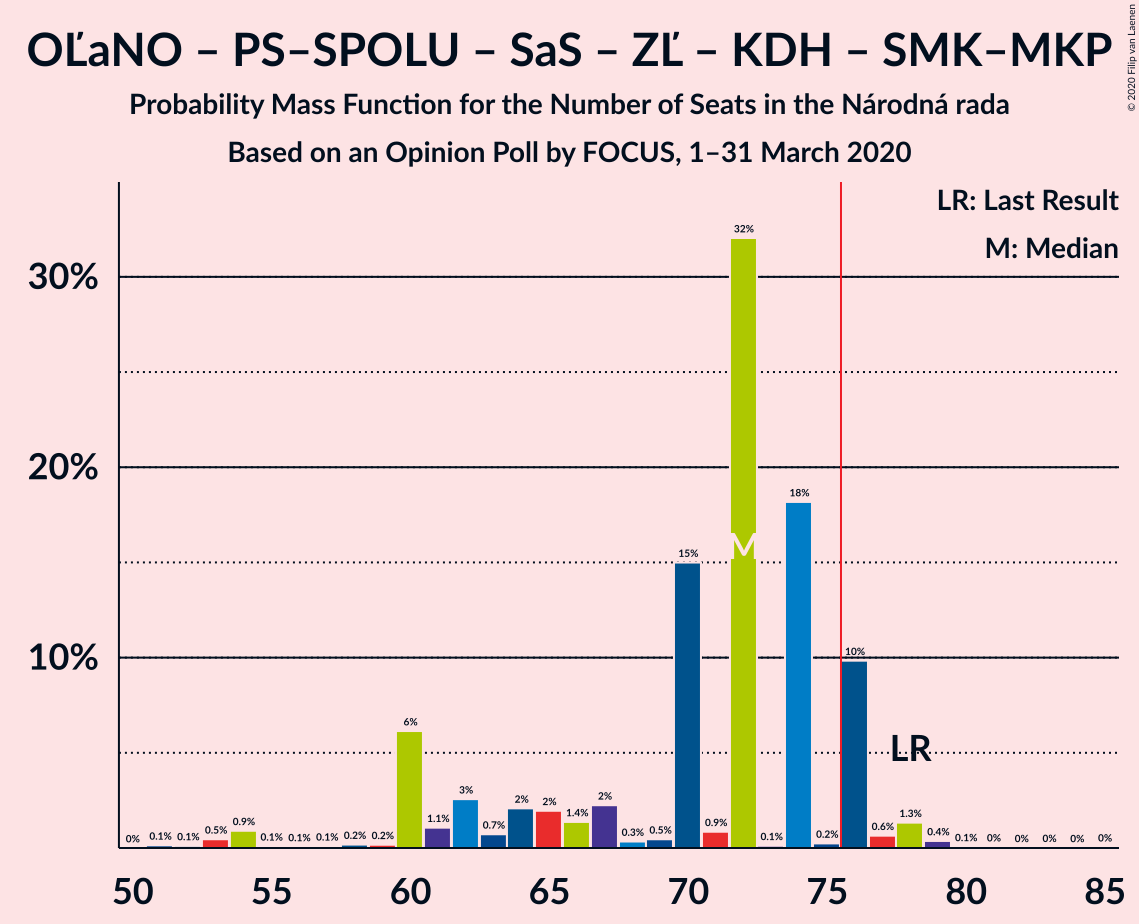 OĽaNO – PS–SPOLU – SaS – ZĽ – KDH – SMK–MKP
Probability Mass Function for the Number of Seats in the Národná rada
Based on an Opinion Poll by FOCUS, 1–31 March 2020
© 2020 Filip van Laenen
LR: Last Result
M: Median
30%
20%
10%
0% 0.1% 0.1% 0.5% 0.9% 0.1% 0.1% 0.1% 0.2% 0.2% 6% 1.1% 3% 0.7% 2% 2% 1.4% 2% 0.3% 0.5% 15% 0.9% 32% 0.1% 18% 0.2% 10% 0.6% 1.3% 0.4% 0.1% 0% 0% 0% 0% 0%
M
LR
50 55 60 65 70 75 80 85